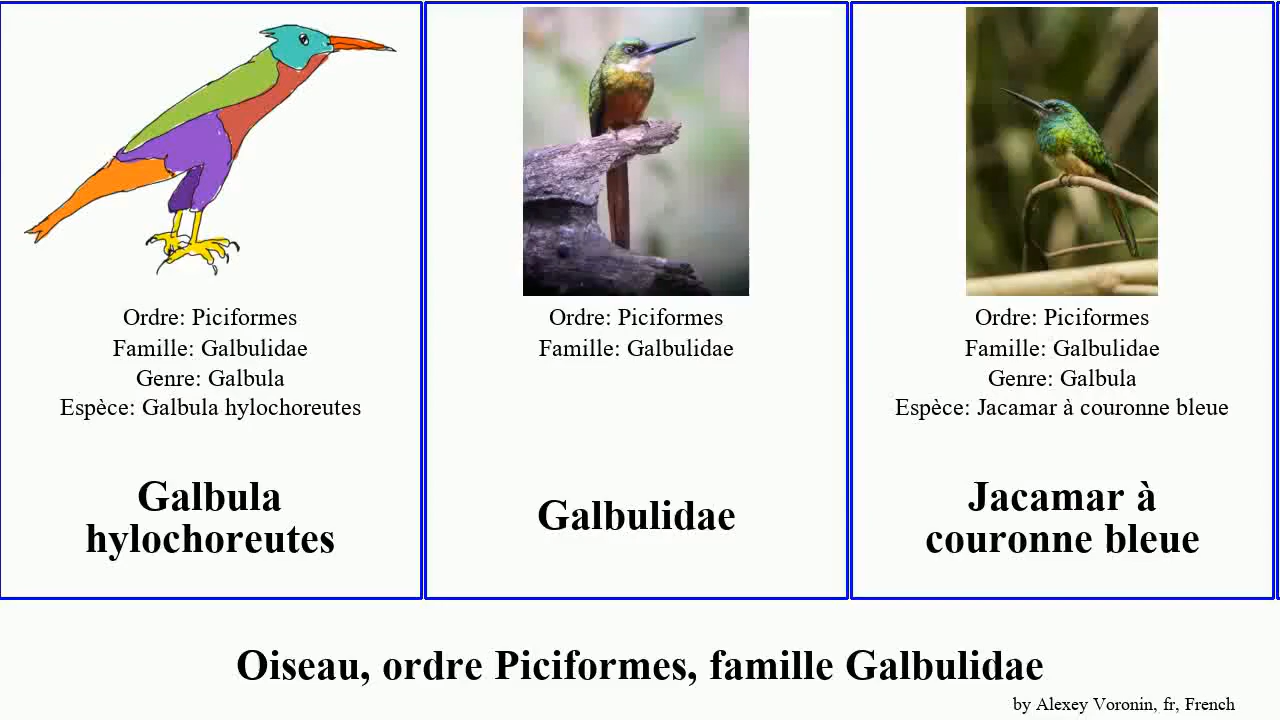 Ordre: Piciformes
Famille: Galbulidae
Genre: Galbula
Espèce: Galbula hylochoreutes
Galbula
hylochoreutes
Ordre: Piciformes
Famille: Galbulidae
Galbulidae
Ordre: Piciformes
Famille: Galbulidae
Genre: Galbula
Espèce: Jacamar à couronne bleue
Jacamar à
couronne bleue
Oiseau, ordre Piciformes, famille Galbulidae
by Alexey Voronin, fr, French